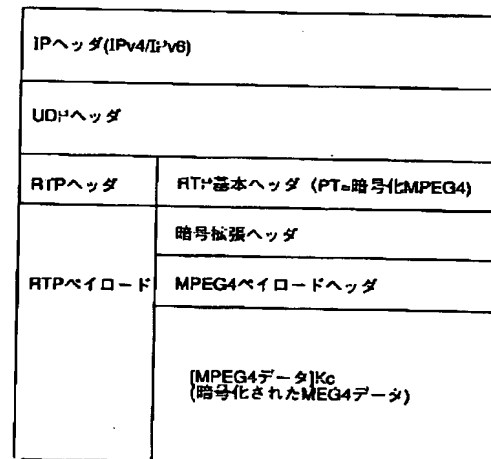 IPヘッダ(IPv4/IPv6)
UDPヘッダ
RTPヘッダ
RTP基本ヘッダ (PT=暗号化MPEG4)
暗号拡張ヘッダ
RTPペイロード
MPEG4ペイロードヘッダ
[MPEG4データ]Kc
(暗号化されたMEG4データ)